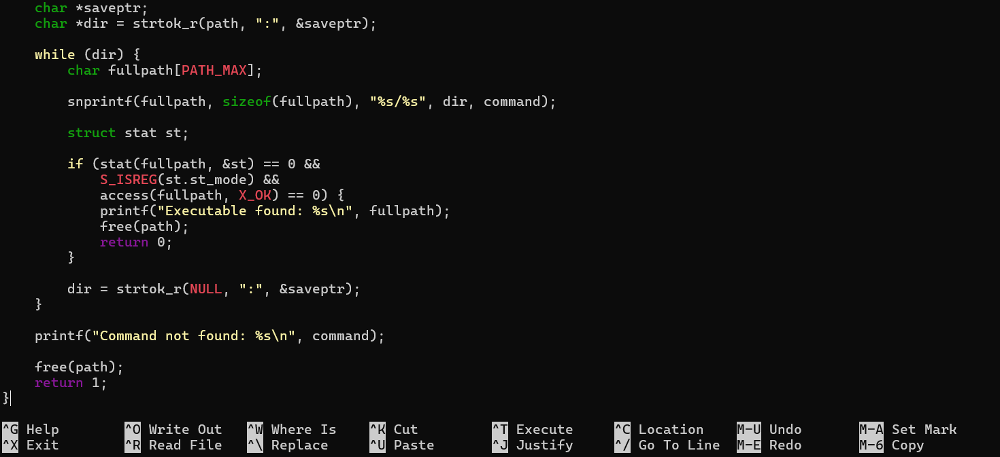 char *saveptr;
    char *dir = strtok_r(path, ":", &saveptr);

    while (dir) {
        char fullpath[PATH_MAX];

        snprintf(fullpath, sizeof(fullpath), "%s/%s", dir, command);

        struct stat st;

        if (stat(fullpath, &st) == 0 &&
            S_ISREG(st.st_mode) &&
            access(fullpath, X_OK) == 0) {
            printf("Executable found: %s\n", fullpath);
            free(path);
            return 0;
        }

        dir = strtok_r(NULL, ":", &saveptr);
    }

    printf("Command not found: %s\n", command);

    free(path);
    return 1;
}
^G Help ^O Write Out ^W Where Is ^K Cut ^T Execute ^C Location M-U Undo M-A Set Mark
^X Exit ^R Read File ^\ Replace ^U Paste ^J Justify ^/ Go To Line M-E Redo M-6 Copy